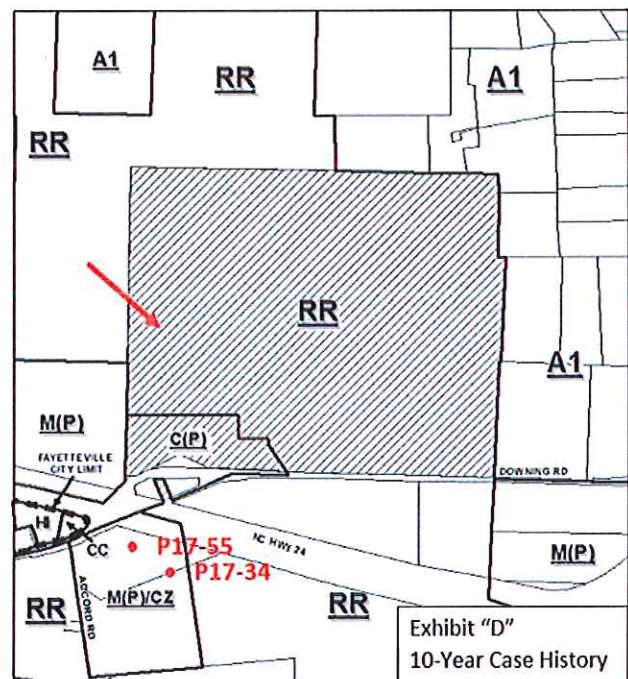 A1
RR
A1
RR
RR
A1
M(P)
FAYETTEVILLE
CITY LIMIT
C(P)
DOWNING RD
HI
CC
P17-55
NC HWY 24
M(P)
P17-34
ACCORD RD
RR
M(P)/CZ
RR
Exhibit "D"
10-Year Case History